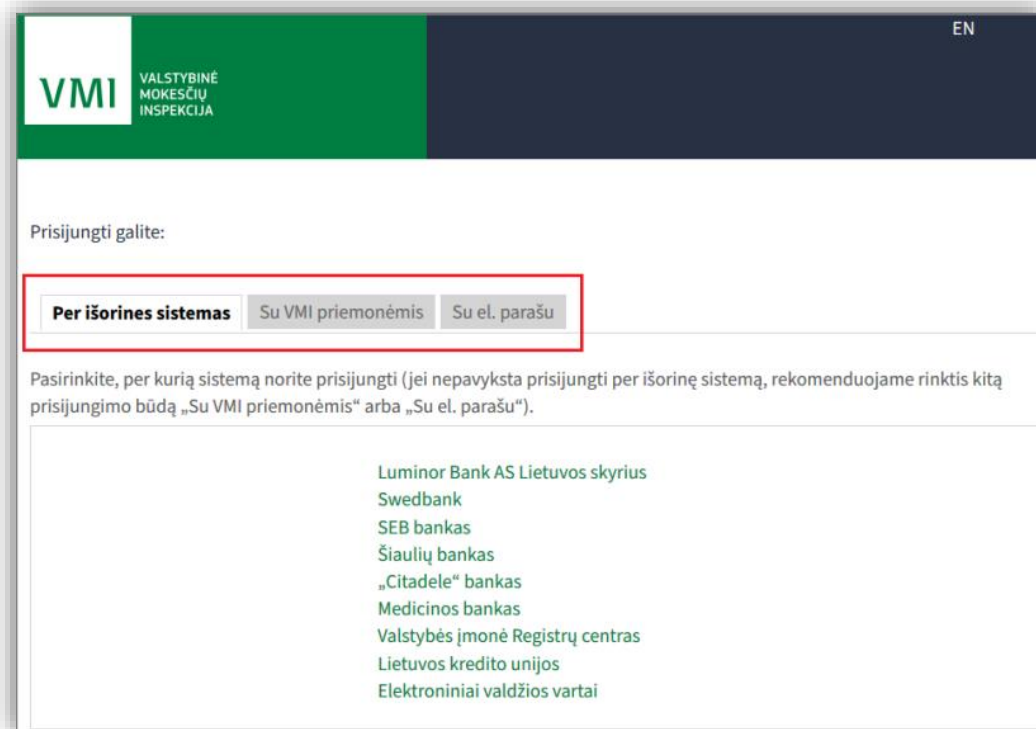 EN
VMI
VALSTYBINĖ
MOKESČIŲ
INSPEKCIJA
Prisijungti galite:
Per išorines sistemas Su VMI priemonėmis Su el. parašu
Pasirinkite, per kurią sistemą norite prisijungti (jei nepavyksta prisijungti per išorinę sistemą, rekomenduojame rinktis kitą
prisijungimo būdą „Su VMI priemonėmis“ arba „Su el. parašu“).
Luminor Bank AS Lietuvos skyrius
Swedbank
SEB bankas
Šiaulių bankas
„Citadele“ bankas
Medicinos bankas
Valstybės įmonė Registrų centras
Lietuvos kredito unijos
Elektroniniai valdžios vartai